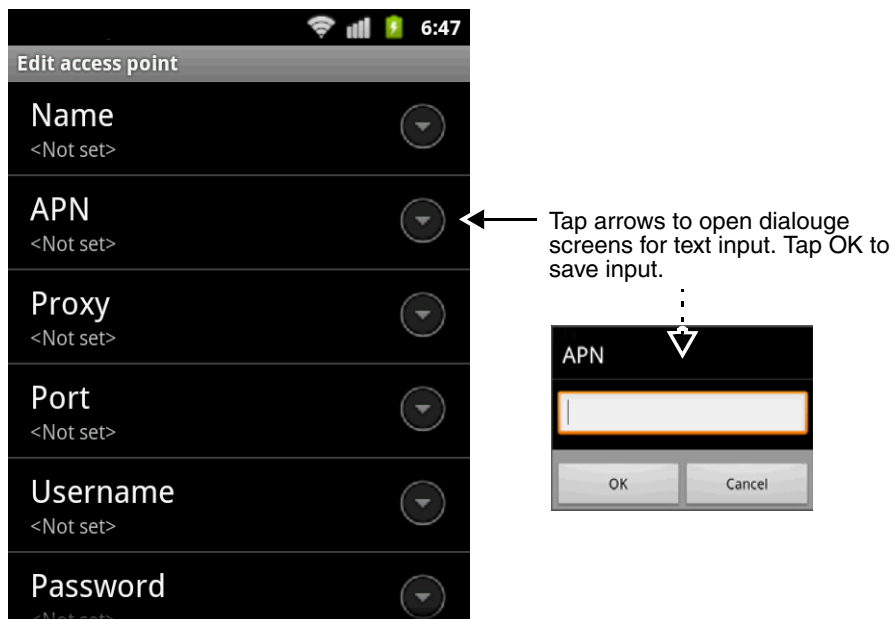 6:47
Edit access point
Name
<Not set>
APN
<Not set>
Proxy
<Not set>
Port
<Not set>
Username
<Not set>
Password
<Not set>
Tap arrows to open dialouge
screens for text input. Tap OK to
save input.
APN
OK Cancel